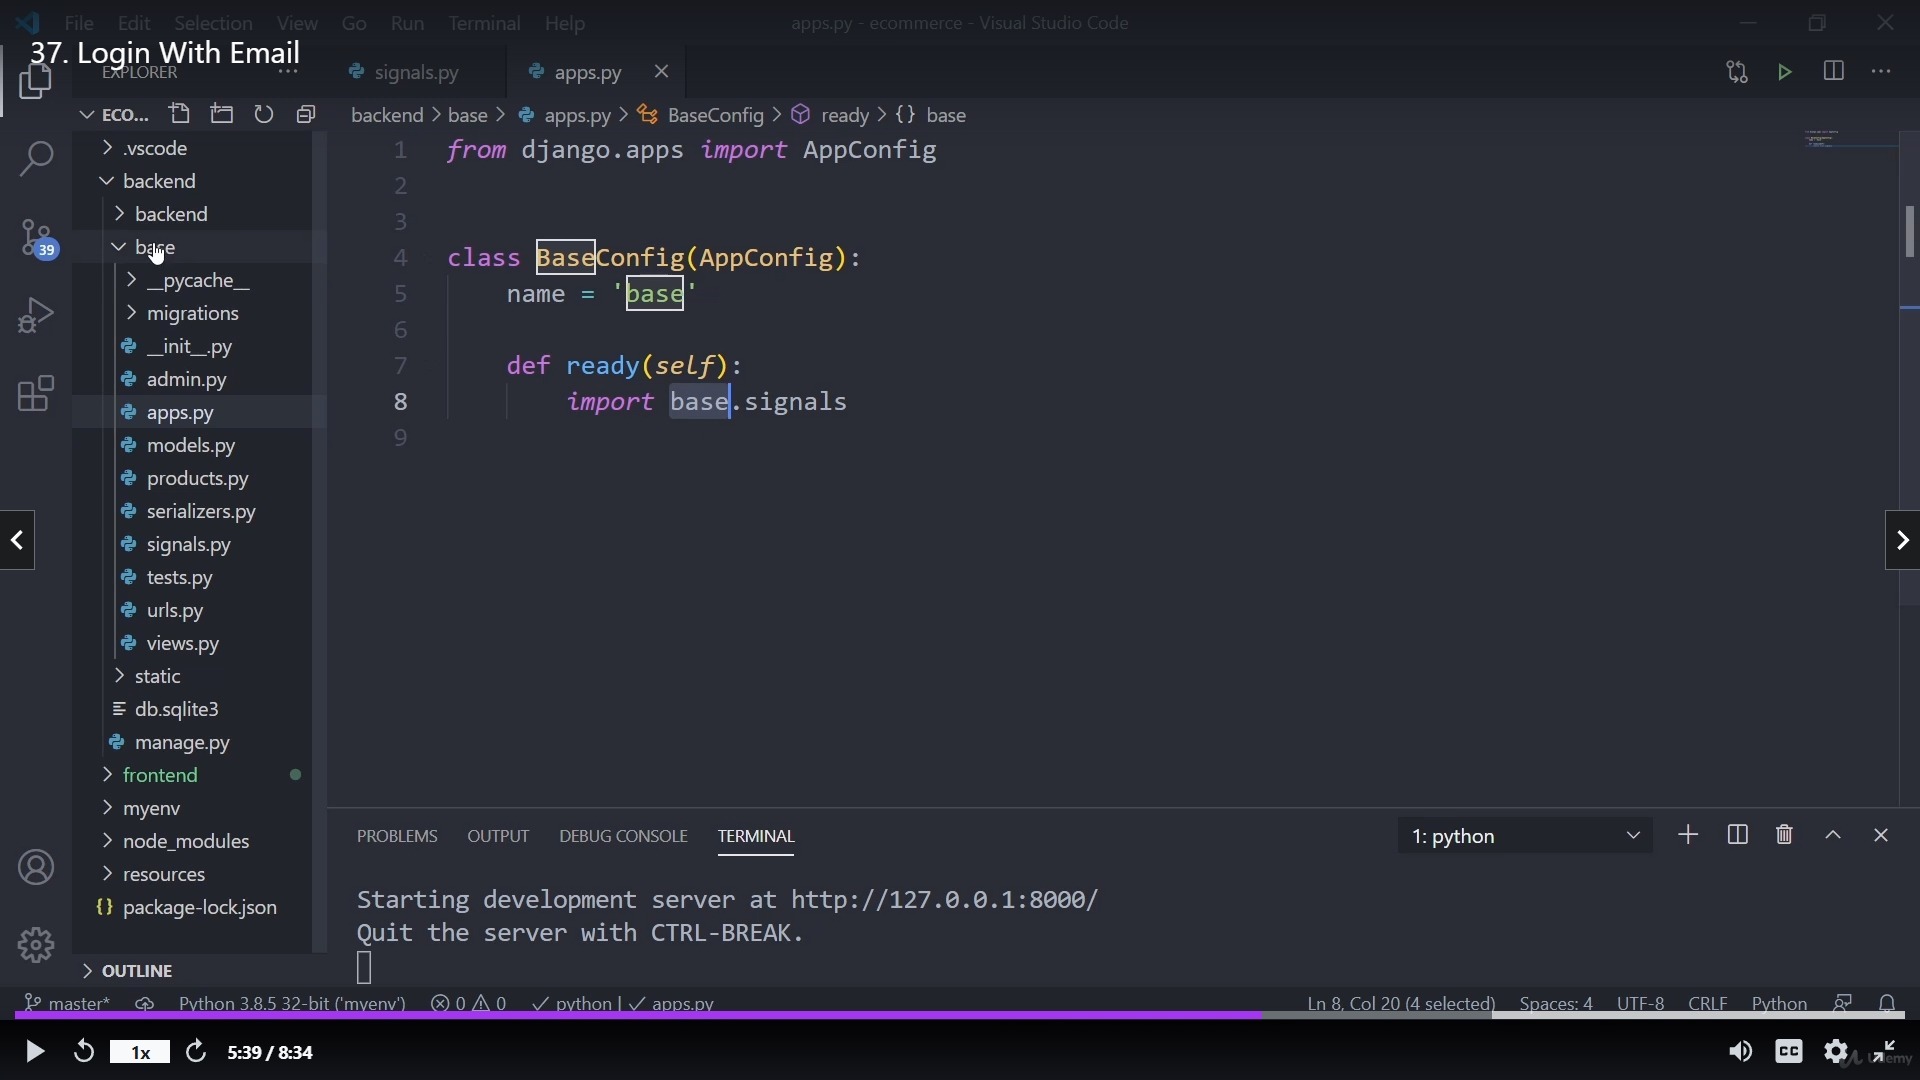 File Edit Selection View Go Run Terminal Help
apps.py - ecommerce - Visual Studio Code
37. Login With Email
EXPLORER
signals.py
apps.py
ECO...
backend > base > apps.py > BaseConfig > ready > {} base
.vscode
backend
backend
base
__pycache__
migrations
__init__.py
admin.py
apps.py
models.py
products.py
serializers.py
signals.py
tests.py
urls.py
views.py
static
db.sqlite3
manage.py
frontend
myenv
node_modules
resources
{} package-lock.json
OUTLINE
39
1 from django.apps import AppConfig
2
3
4 class BaseConfig(AppConfig):
5 name = 'base'
6
7 def ready(self):
8 import base.signals
9
PROBLEMS OUTPUT DEBUG CONSOLE TERMINAL
1: python
Starting development server at http://127.0.0.1:8000/
Quit the server with CTRL-BREAK.
master* Python 3.8.5 32-bit ('myenv') 0 0 python | apps.py
Ln 8, Col 20 (4 selected) Spaces: 4 UTF-8 CRLF Python
1x 5:39 / 8:34
CC
Udemy